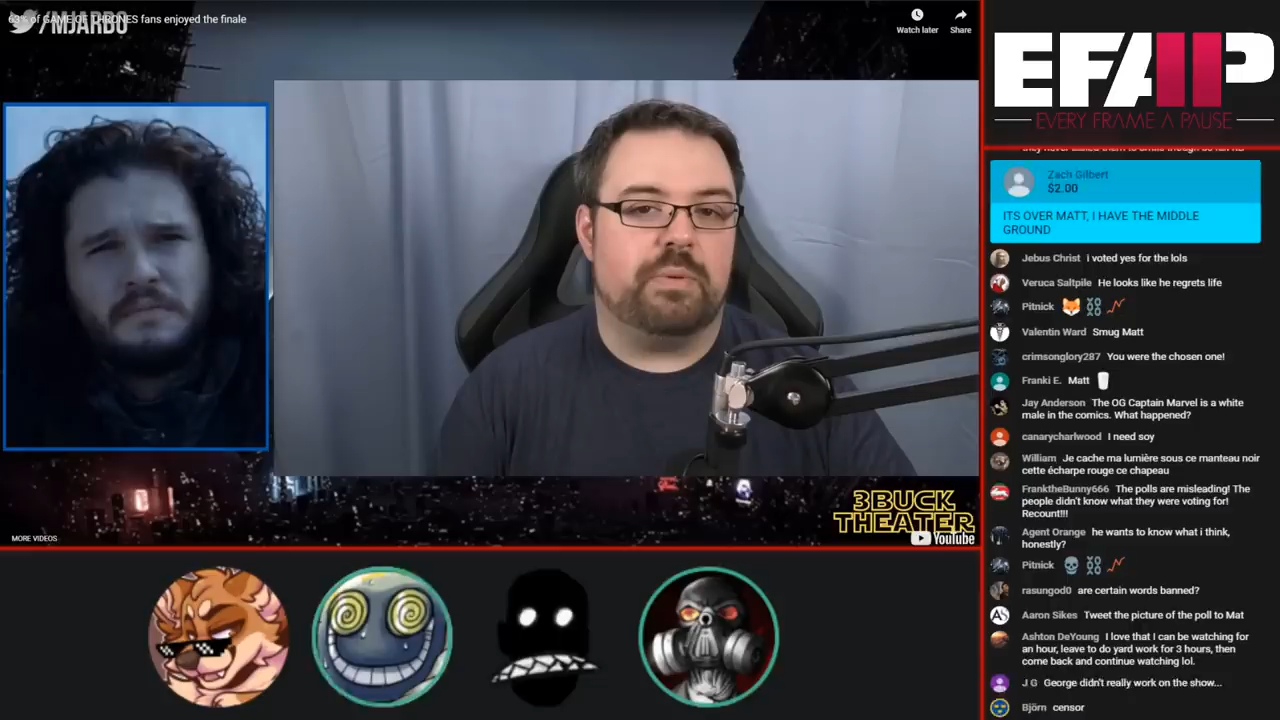 63% of GAME OF THRONES fans enjoyed the finale
/MJARBO
Watch later
Share
3BUCK
THEATER
YouTube
MORE VIDEOS
EFAP
EVERY FRAME A PAUSE
Zach Gilbert
$2.00
ITS OVER MATT, I HAVE THE MIDDLE
GROUND
Jebus Christ i voted yes for the lols
Veruca Saltpile He looks like he regrets life
Pitnick 🦊 ⛓ 📈
Valentin Ward Smug Matt
crimsonglory287 You were the chosen one!
Franki E. Matt 🥛
Jay Anderson The OG Captain Marvel is a white
male in the comics. What happened?
canarycharlwood I need soy
William Je cache ma lumière sous ce manteau noir
cette écharpe rouge ce chapeau
FranktheBunny666 The polls are misleading! The
people didn't know what they were voting for!
Recount!!!
Agent Orange he wants to know what i think,
honestly?
Pitnick 💀 ⛓ 📈
rasungod0 are certain words banned?
AS
Aaron Sikes Tweet the picture of the poll to Mat
Ashton DeYoung I love that I can be watching for
an hour, leave to do yard work for 3 hours, then
come back and continue watching lol.
J G George didn't really work on the show...
Björn censor